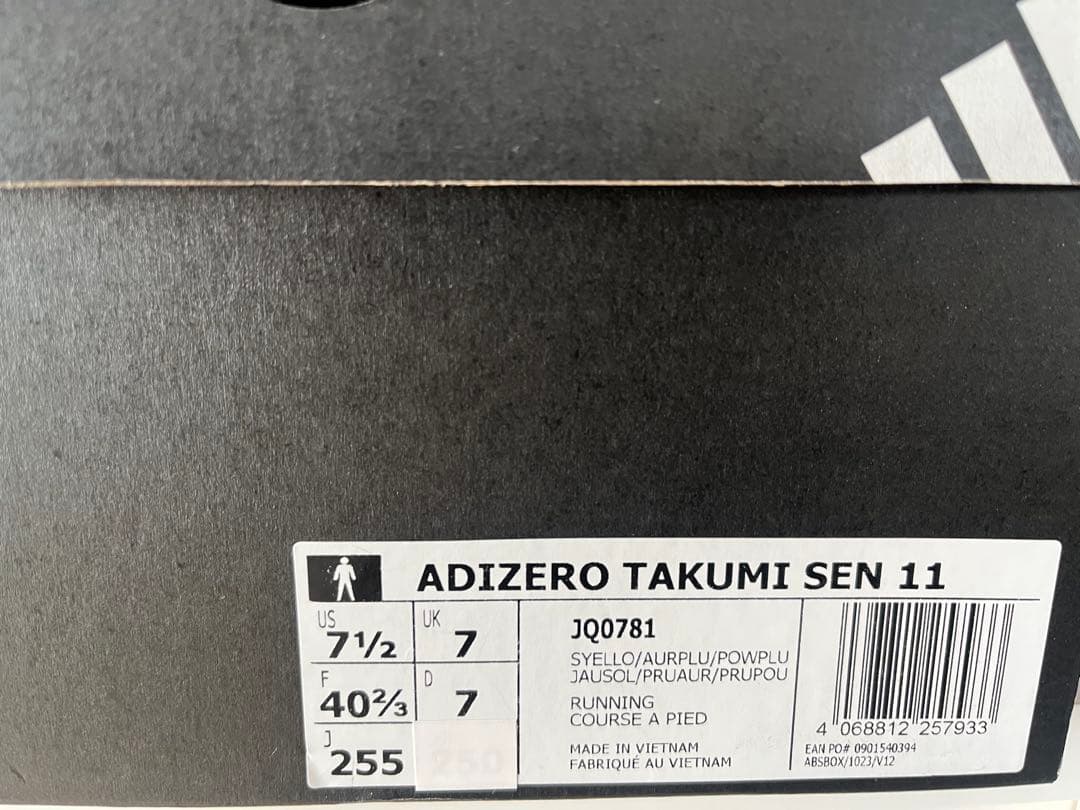 ADIZERO TAKUMI SEN 11
US
7½
UK
7
F
40⅔
D
7
J
255
250
JQ0781
SYELLO/AURPLU/POWPLU
JAUSOL/PRUAUR/PRUPOU
RUNNING
COURSE A PIED
MADE IN VIETNAM
FABRIQUÉ AU VIETNAM
4 068812 257933
EAN PO# 0901540394
ABSBOX/1023/V12